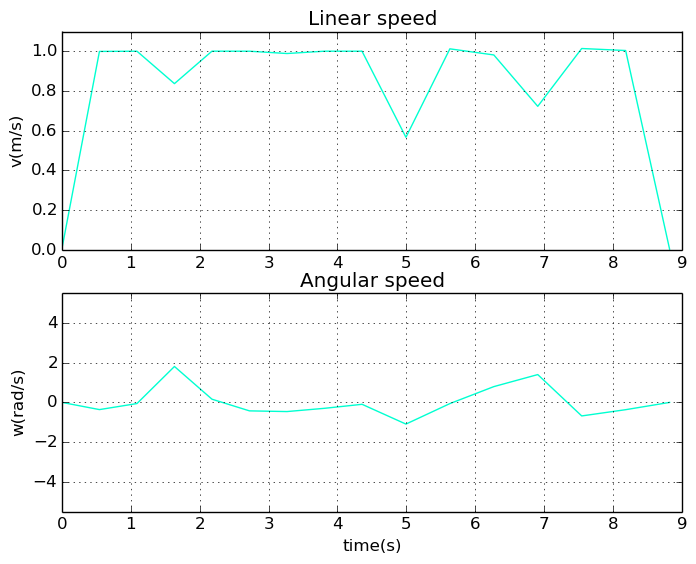 Linear speed
1.0
0.8
0.6
0.4
0.2
0.0
v(m/s)
0 1 2 3 4 5 6 7 8 9
Angular speed
4
2
0
−2
−4
w(rad/s)
0 1 2 3 4 5 6 7 8 9
time(s)